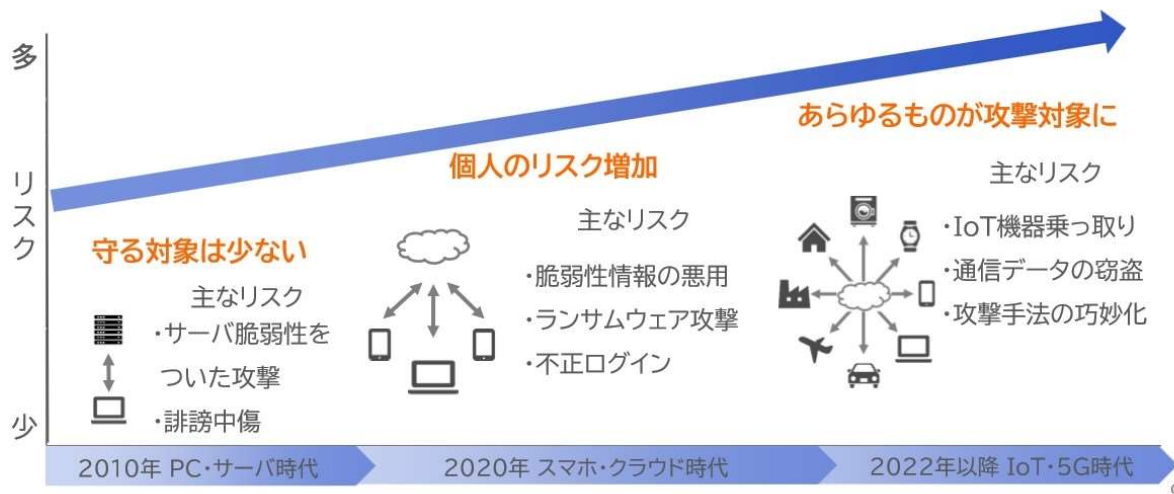 多
リスク
少
守る対象は少ない
主なリスク
・サーバ脆弱性を
ついた攻撃
・誹謗中傷
個人のリスク増加
主なリスク
・脆弱性情報の悪用
・ランサムウェア攻撃
・不正ログイン
あらゆるものが攻撃対象に
主なリスク
・IoT機器乗っ取り
・通信データの窃盗
・攻撃手法の巧妙化
2010年 PC・サーバ時代
2020年 スマホ・クラウド時代
2022年以降 IoT・5G時代